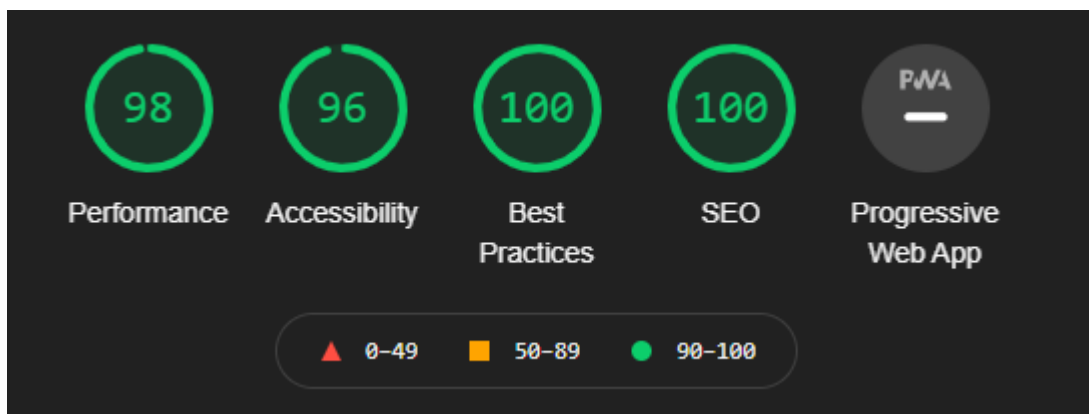 98
96
100
100
PWA
Performance
Accessibility
Best
Practices
SEO
Progressive
Web App
0–49
50–89
90–100